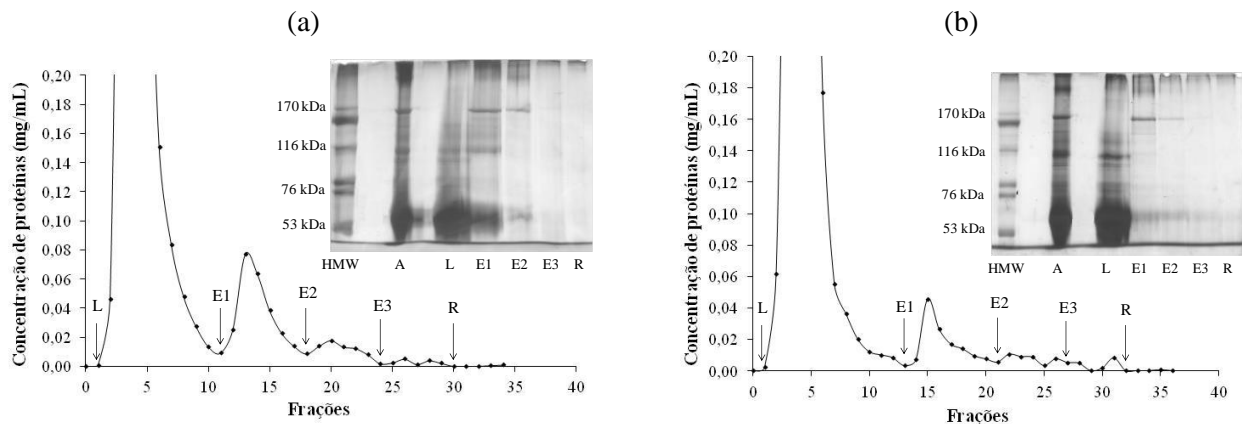 (a)
Concentração de proteínas (mg/mL)
0,20
0,18
0,16
0,14
0,12
0,10
0,08
0,06
0,04
0,02
0,00
L
E1
E2
E3
R
0 5 10 15 20 25 30 35 40
Frações
170 kDa
116 kDa
76 kDa
53 kDa
HMW A L E1 E2 E3 R
(b)
Concentração de proteínas (mg/mL)
0,20
0,18
0,16
0,14
0,12
0,10
0,08
0,06
0,04
0,02
0,00
L
E1
E2
E3
R
0 5 10 15 20 25 30 35 40
Frações
170 kDa
116 kDa
76 kDa
53 kDa
HMW A L E1 E2 E3 R